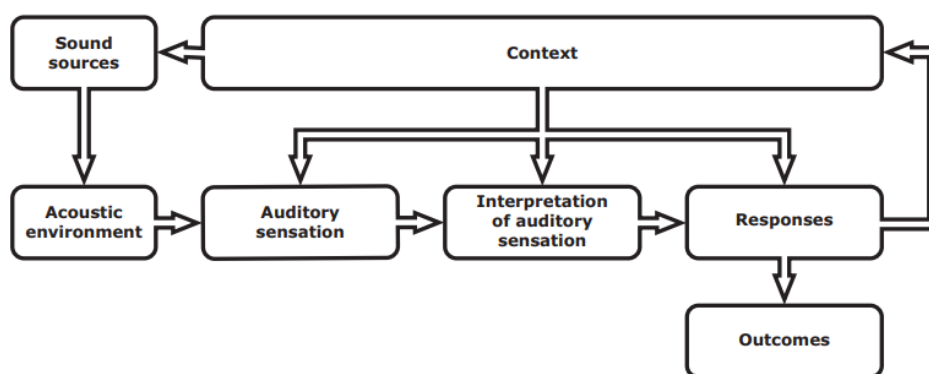 Sound
sources
Context
Acoustic
environment
Auditory
sensation
Interpretation
of auditory
sensation
Responses
Outcomes